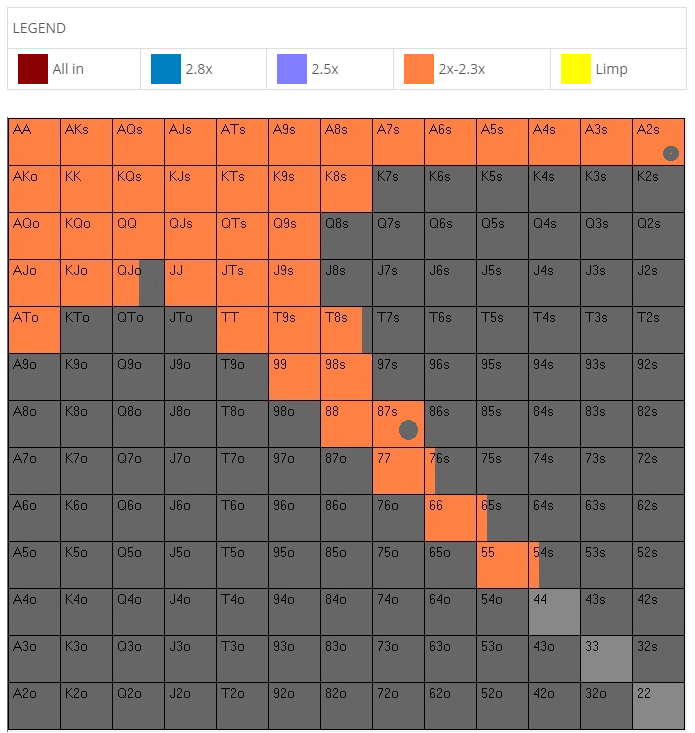 LEGEND
All in 2.8x 2.5x 2x-2.3x Limp
AA AKs AQs AJs ATs A9s A8s A7s A6s A5s A4s A3s A2s
AKo KK KQs KJs KTs K9s K8s K7s K6s K5s K4s K3s K2s
AQo KQo QQ QJs QTs Q9s Q8s Q7s Q6s Q5s Q4s Q3s Q2s
AJo KJo QJo JJ JTs J9s J8s J7s J6s J5s J4s J3s J2s
ATo KTo QTo JTo TT T9s T8s T7s T6s T5s T4s T3s T2s
A9o K9o Q9o J9o T9o 99 98s 97s 96s 95s 94s 93s 92s
A8o K8o Q8o J8o T8o 98o 88 87s 86s 85s 84s 83s 82s
A7o K7o Q7o J7o T7o 97o 87o 77 76s 75s 74s 73s 72s
A6o K6o Q6o J6o T6o 96o 86o 76o 66 65s 64s 63s 62s
A5o K5o Q5o J5o T5o 95o 85o 75o 65o 55 54s 53s 52s
A4o K4o Q4o J4o T4o 94o 84o 74o 64o 54o 44 43s 42s
A3o K3o Q3o J3o T3o 93o 83o 73o 63o 53o 43o 33 32s
A2o K2o Q2o J2o T2o 92o 82o 72o 62o 52o 42o 32o 22